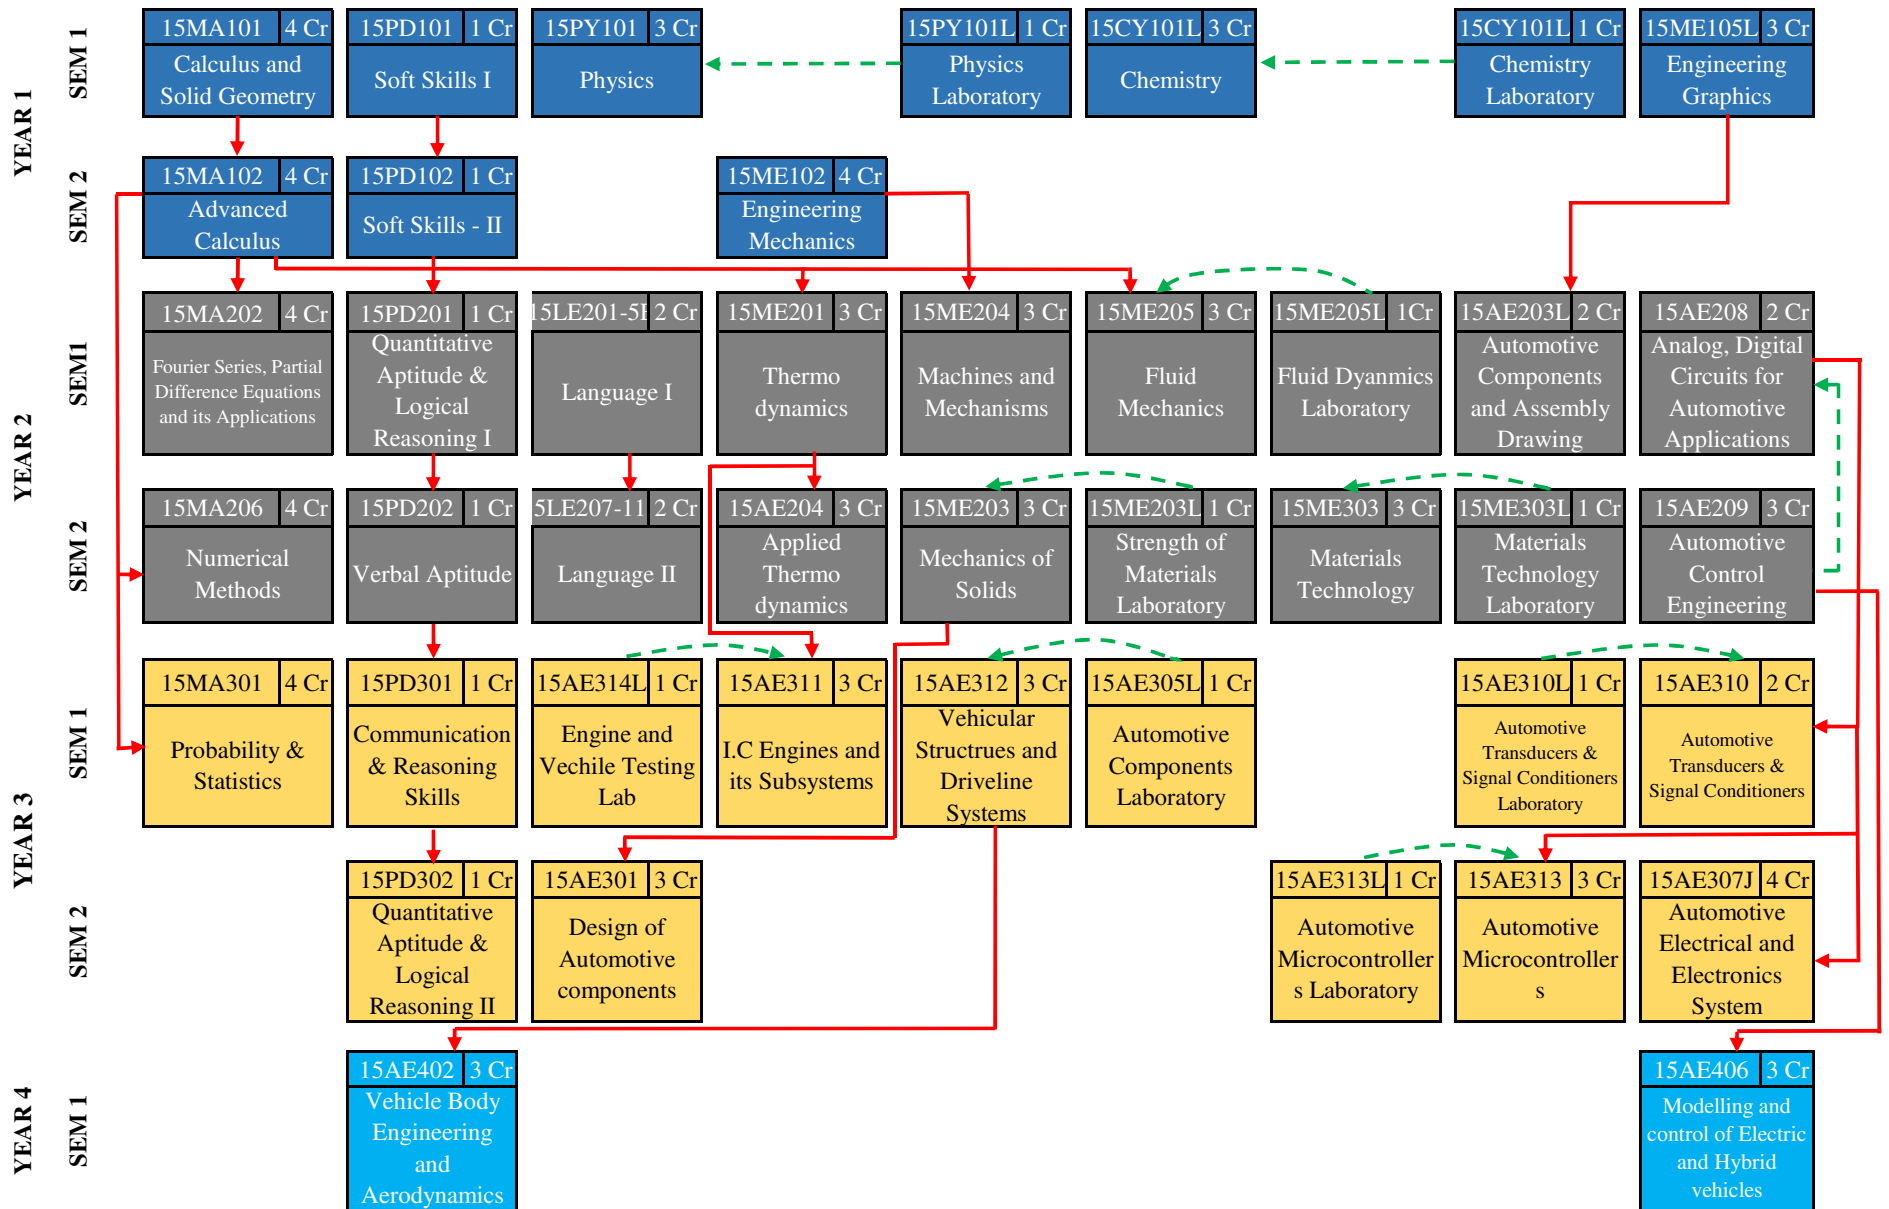 YEAR 1
SEM 1
15MA101 4 Cr
Calculus and
Solid Geometry
15PD101 1 Cr
Soft Skills I
15PY101 3 Cr
Physics
15PY101L 1 Cr
Physics
Laboratory
15CY101L 3 Cr
Chemistry
15CY101L 1 Cr
Chemistry
Laboratory
15ME105L 3 Cr
Engineering
Graphics
SEM 2
15MA102 4 Cr
Advanced
Calculus
15PD102 1 Cr
Soft Skills - II
15ME102 4 Cr
Engineering
Mechanics
YEAR 2
SEM1
15MA202 4 Cr
Fourier Series, Partial
Difference Equations
and its Applications
15PD201 1 Cr
Quantitative
Aptitude &
Logical
Reasoning I
15LE201-5F 2 Cr
Language I
15ME201 3 Cr
Thermo
dynamics
15ME204 3 Cr
Machines and
Mechanisms
15ME205 3 Cr
Fluid
Mechanics
15ME205L 1Cr
Fluid Dyanmics
Laboratory
15AE203L 2 Cr
Automotive
Components
and Assembly
Drawing
15AE208 2 Cr
Analog, Digital
Circuits for
Automotive
Applications
SEM 2
15MA206 4 Cr
Numerical
Methods
15PD202 1 Cr
Verbal Aptitude
5LE207-11 2 Cr
Language II
15AE204 3 Cr
Applied
Thermo
dynamics
15ME203 3 Cr
Mechanics of
Solids
15ME203L 1 Cr
Strength of
Materials
Laboratory
15ME303 3 Cr
Materials
Technology
15ME303L 1 Cr
Materials
Technology
Laboratory
15AE209 3 Cr
Automotive
Control
Engineering
YEAR 3
SEM 1
15MA301 4 Cr
Probability &
Statistics
15PD301 1 Cr
Communication
& Reasoning
Skills
15AE314L 1 Cr
Engine and
Vechile Testing
Lab
15AE311 3 Cr
I.C Engines and
its Subsystems
15AE312 3 Cr
Vehicular
Structrues and
Driveline
Systems
15AE305L 1 Cr
Automotive
Components
Laboratory
15AE310L 1 Cr
Automotive
Transducers &
Signal Conditioners
Laboratory
15AE310 2 Cr
Automotive
Transducers &
Signal Conditioners
SEM 2
15PD302 1 Cr
Quantitative
Aptitude &
Logical
Reasoning II
15AE301 3 Cr
Design of
Automotive
components
15AE313L 1 Cr
Automotive
Microcontroller
s Laboratory
15AE313 3 Cr
Automotive
Microcontroller
s
15AE307J 4 Cr
Automotive
Electrical and
Electronics
System
YEAR 4
SEM 1
15AE402 3 Cr
Vehicle Body
Engineering
and
Aerodynamics
15AE406 3 Cr
Modelling and
control of Electric
and Hybrid
vehicles